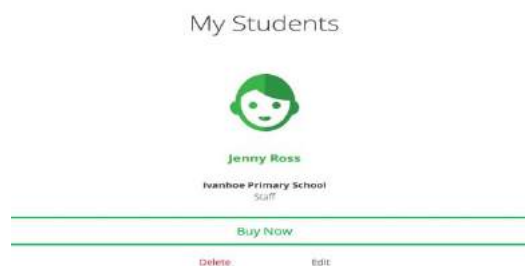 My Students
Jenny Ross
Ivanhoe Primary School
Staff
Buy Now
Delete Edit